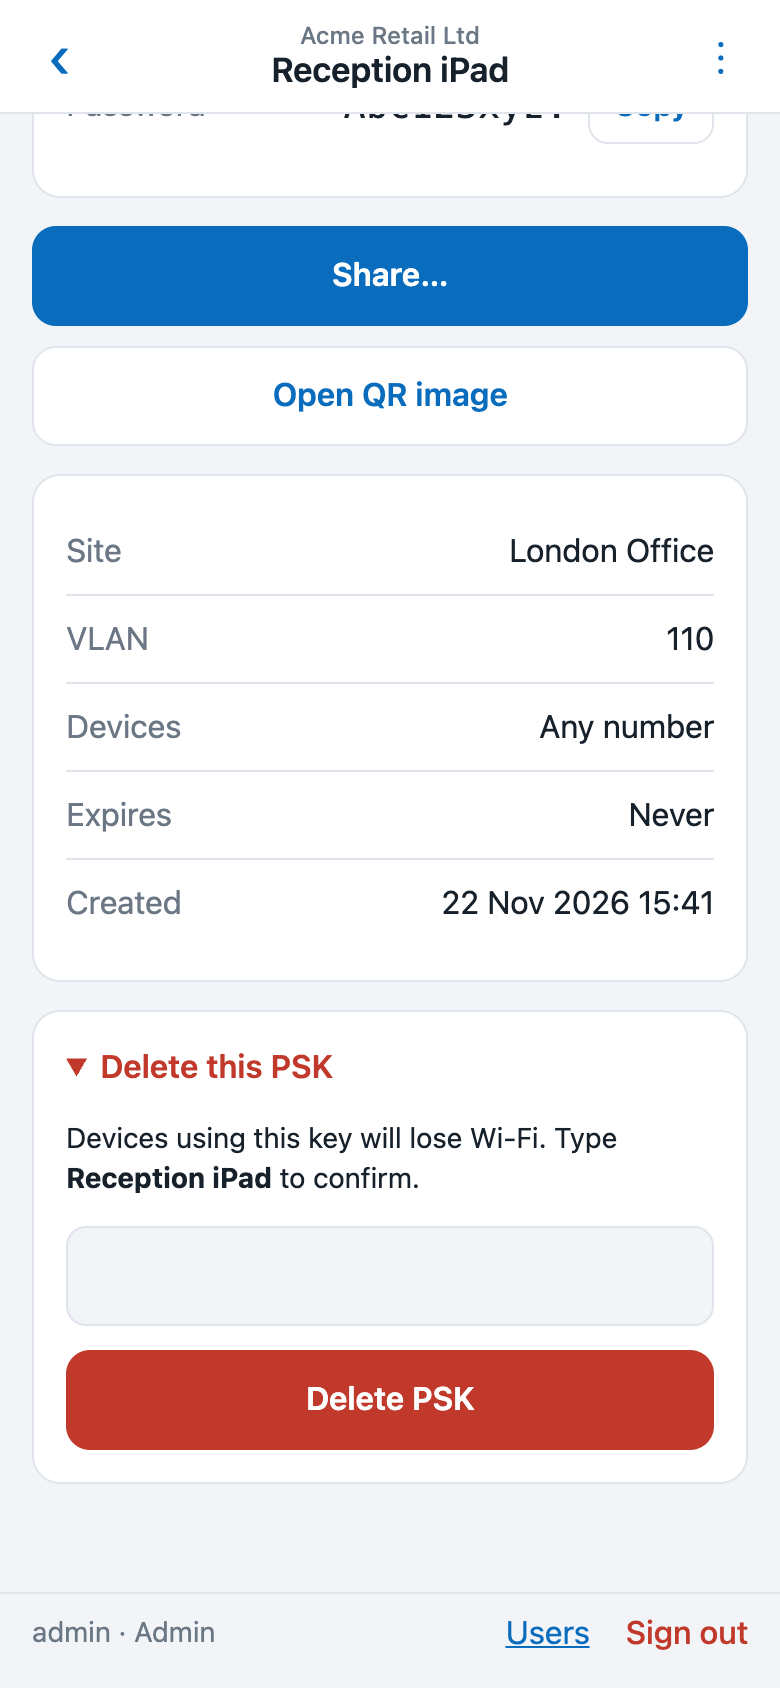 Acme Retail Ltd
Reception iPad
Password
Copy
Share...
Open QR image
Site London Office
VLAN 110
Devices Any number
Expires Never
Created 22 Nov 2026 15:41
Delete this PSK
Devices using this key will lose Wi-Fi. Type
Reception iPad to confirm.
Delete PSK
admin · Admin Users Sign out